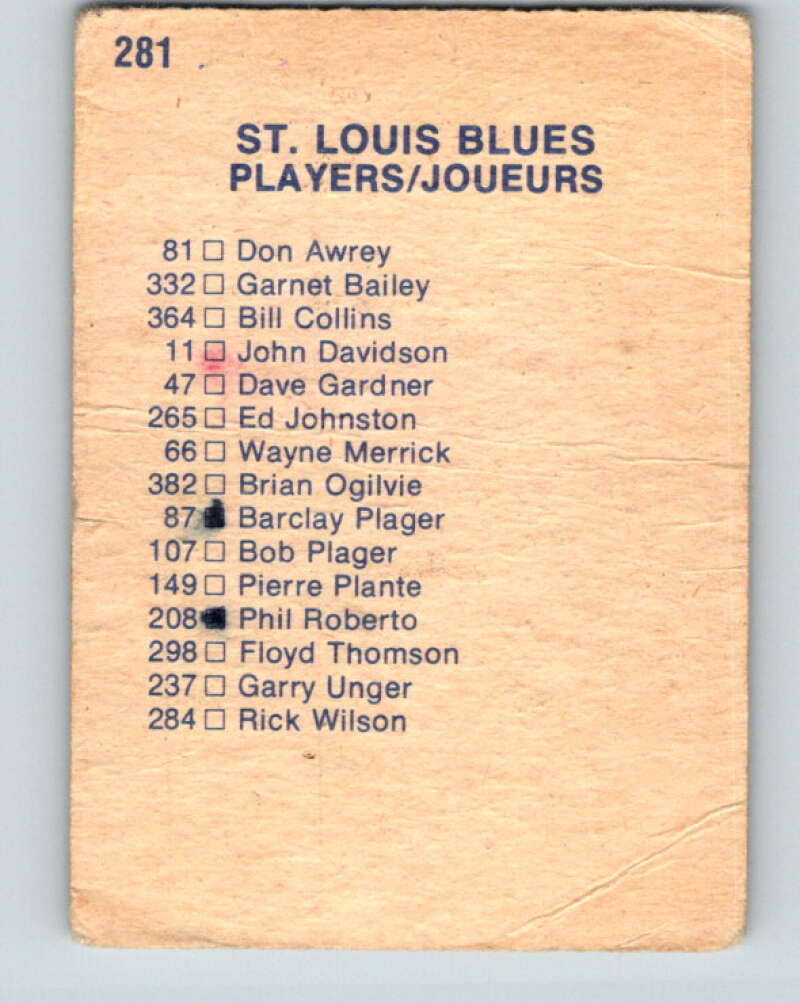 281
ST. LOUIS BLUES
PLAYERS/JOUEURS
81 □ Don Awrey
332 □ Garnet Bailey
364 □ Bill Collins
11 □ John Davidson
47 □ Dave Gardner
265 □ Ed Johnston
66 □ Wayne Merrick
382 □ Brian Ogilvie
87 ■ Barclay Plager
107 □ Bob Plager
149 □ Pierre Plante
208 ■ Phil Roberto
298 □ Floyd Thomson
237 □ Garry Unger
284 □ Rick Wilson